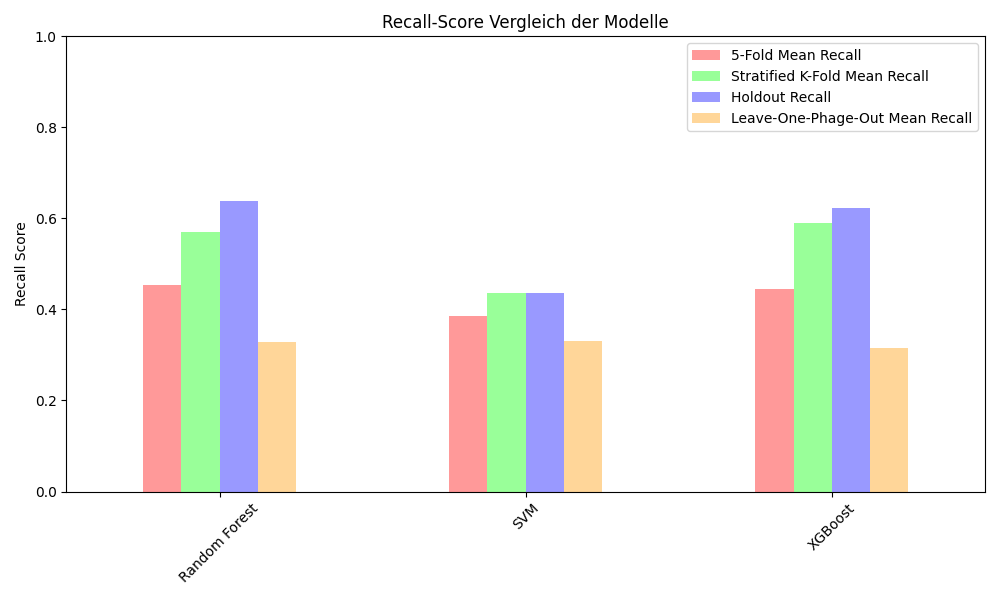 Recall-Score Vergleich der Modelle
1.0
0.8
0.6
0.4
0.2
0.0
Recall Score
5-Fold Mean Recall
Stratified K-Fold Mean Recall
Holdout Recall
Leave-One-Phage-Out Mean Recall
Random Forest
SVM
XGBoost